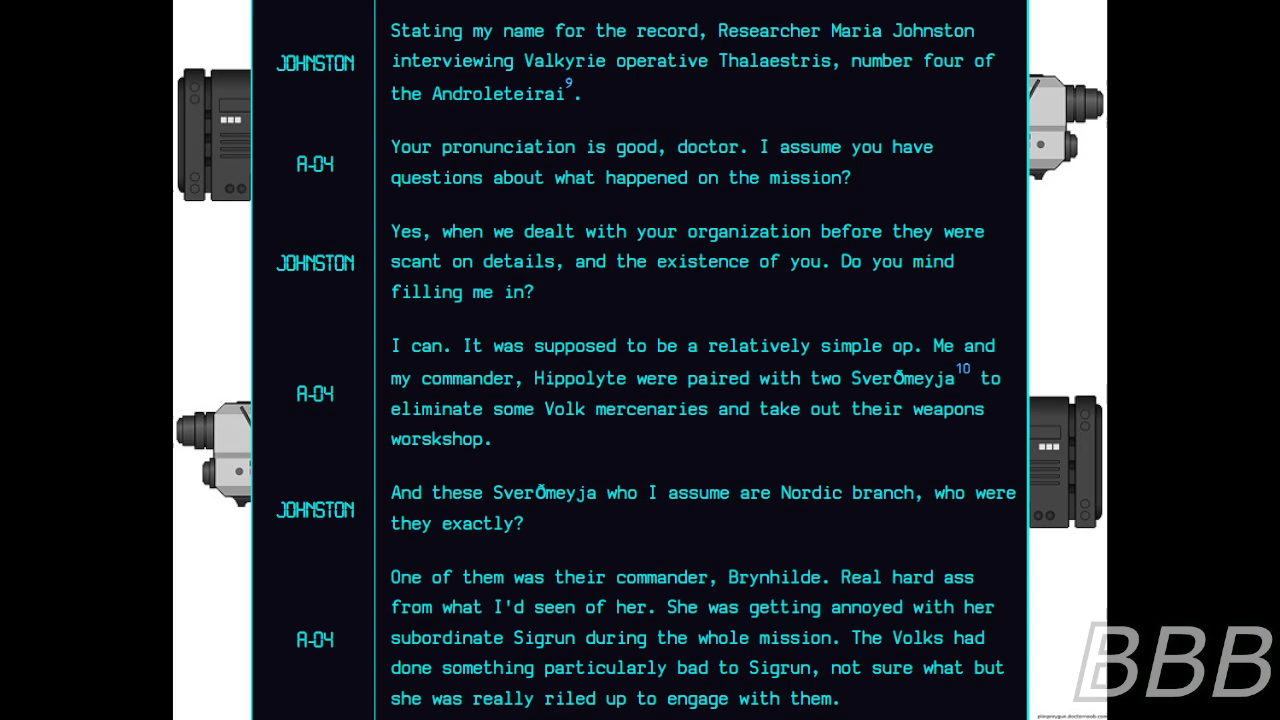 Stating my name for the record, Researcher Maria Johnston
JOHNSTON
interviewing Valkyrie operative Thalaestris, number four of
the Androleteirai⁹.
Your pronunciation is good, doctor. I assume you have
A-04
questions about what happened on the mission?
Yes, when we dealt with your organization before they were
JOHNSTON
scant on details, and the existence of you. Do you mind
filling me in?
I can. It was supposed to be a relatively simple op. Me and
my commander, Hippolyte were paired with two Sverðmeyja¹⁰ to
A-04
eliminate some Volk mercenaries and take out their weapons
worskshop.
And these Sverðmeyja who I assume are Nordic branch, who were
JOHNSTON
they exactly?
One of them was their commander, Brynhilde. Real hard ass
from what I'd seen of her. She was getting annoyed with her
A-04
subordinate Sigrun during the whole mission. The Volks had
done something particularly bad to Sigrun, not sure what but
she was really riled up to engage with them.
BBB
pimpmygun.doctornoob.com